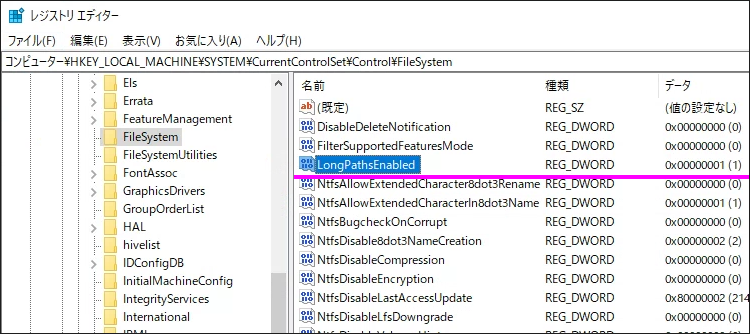 レジストリ エディター
ファイル(F) 編集(E) 表示(V) お気に入り(A) ヘルプ(H)
コンピューター¥HKEY_LOCAL_MACHINE¥SYSTEM¥CurrentControlSet¥Control¥FileSystem
Els
Errata
FeatureManagement
FileSystem
FileSystemUtilities
FontAssoc
GraphicsDrivers
GroupOrderList
HAL
hivelist
IDConfigDB
InitialMachineConfig
IntegrityServices
International
名前 種類 データ
ab (既定) REG_SZ (値の設定なし)
DisableDeleteNotification REG_DWORD 0x00000000 (0)
FilterSupportedFeaturesMode REG_DWORD 0x00000000 (0)
LongPathsEnabled REG_DWORD 0x00000001 (1)
NtfsAllowExtendedCharacter8dot3Rename REG_DWORD 0x00000000 (0)
NtfsAllowExtendedCharacterIn8dot3Name REG_DWORD 0x00000001 (1)
NtfsBugcheckOnCorrupt REG_DWORD 0x00000000 (0)
NtfsDisable8dot3NameCreation REG_DWORD 0x00000002 (2)
NtfsDisableCompression REG_DWORD 0x00000000 (0)
NtfsDisableEncryption REG_DWORD 0x00000000 (0)
NtfsDisableLastAccessUpdate REG_DWORD 0x80000002 (214
NtfsDisableLfsDowngrade REG_DWORD 0x00000000 (0)